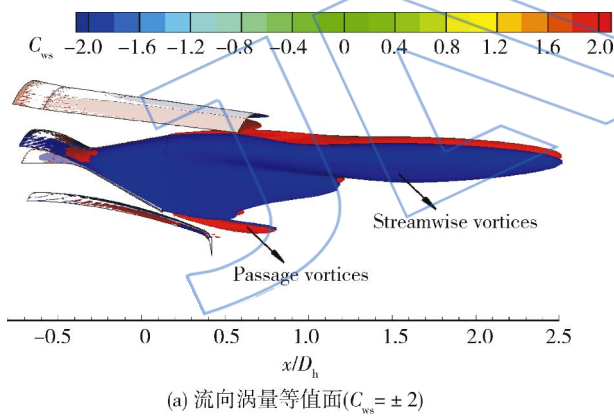 C_ws −2.0 −1.6 −1.2 −0.8 −0.4 0 0.4 0.8 1.2 1.6 2.0
Streamwise vortices
Passage vortices
−0.5 0 0.5 1.0 1.5 2.0 2.5
x/D_h
(a) 流向涡量等值面(C_ws = ± 2)